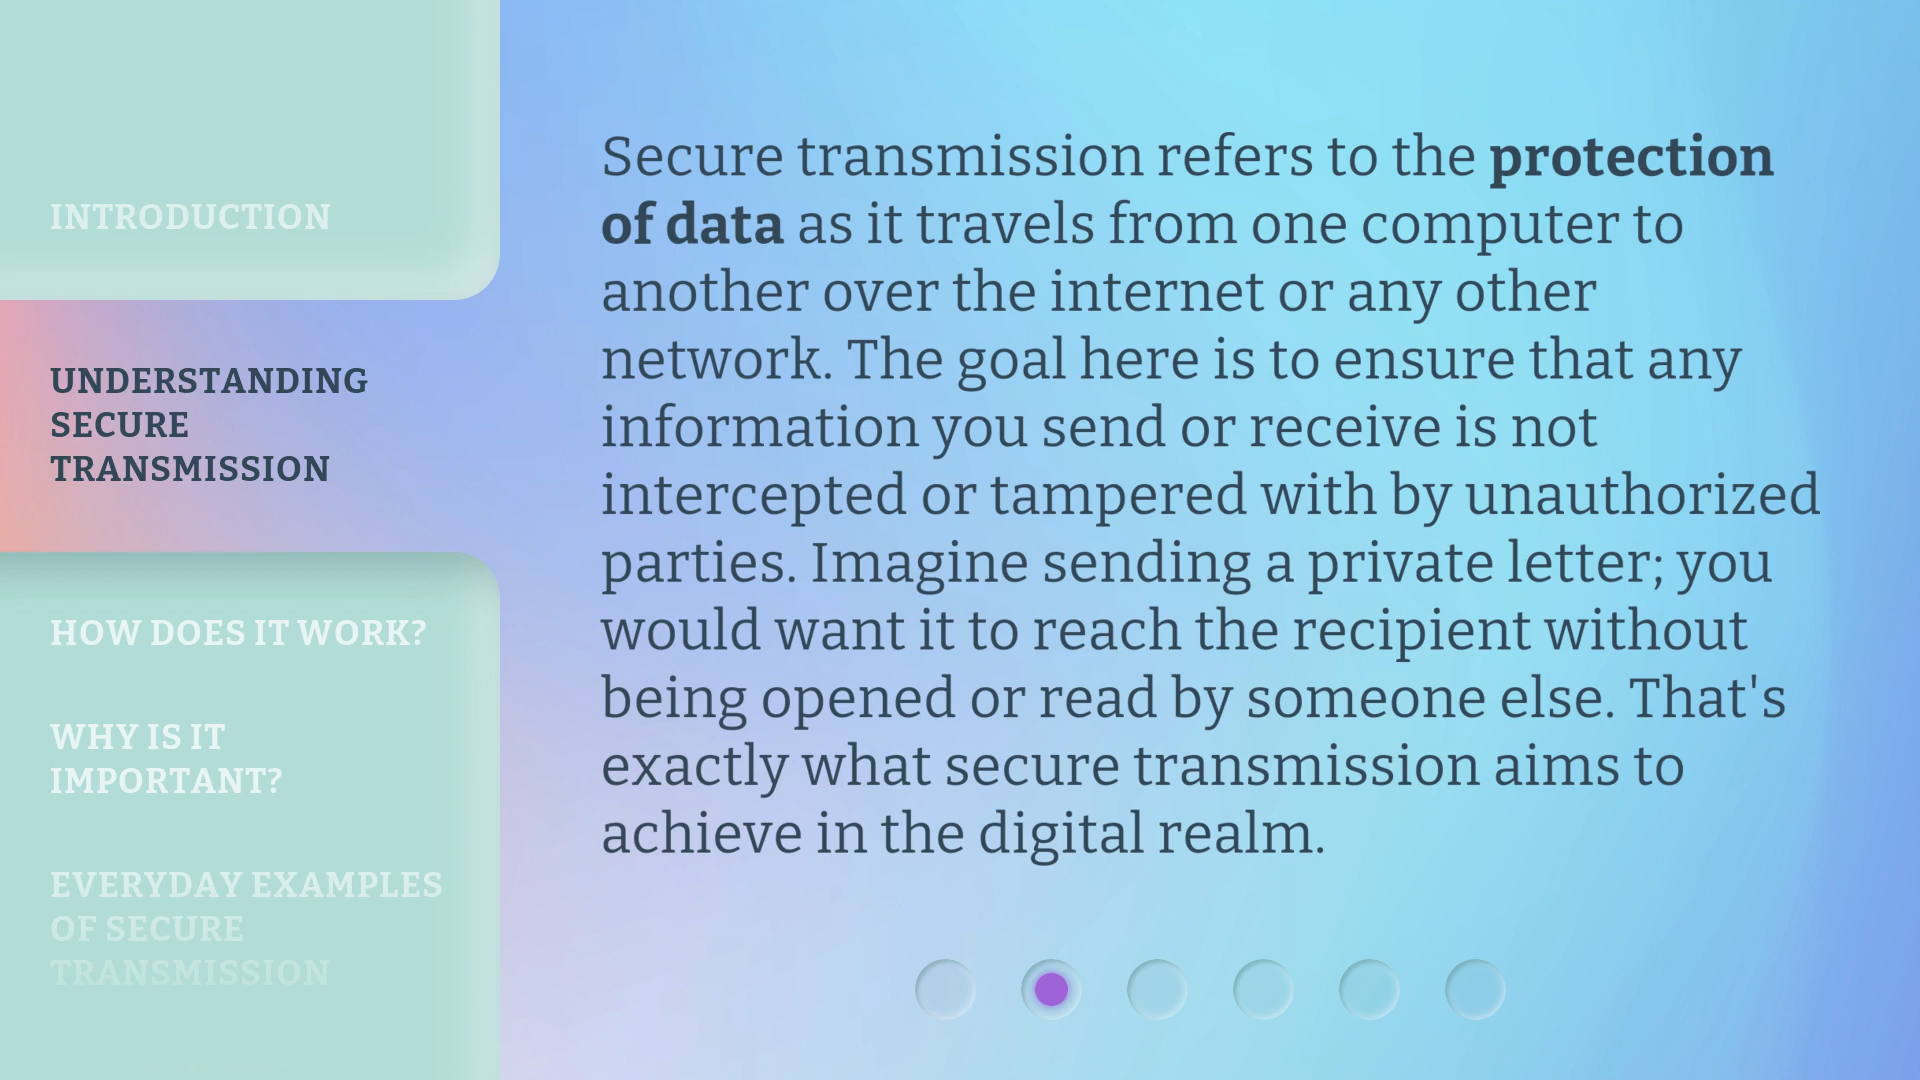 INTRODUCTION
UNDERSTANDING
SECURE
TRANSMISSION
HOW DOES IT WORK?
WHY IS IT
IMPORTANT?
EVERYDAY EXAMPLES
OF SECURE
TRANSMISSION
Secure transmission refers to the protection
of data as it travels from one computer to
another over the internet or any other
network. The goal here is to ensure that any
information you send or receive is not
intercepted or tampered with by unauthorized
parties. Imagine sending a private letter; you
would want it to reach the recipient without
being opened or read by someone else. That's
exactly what secure transmission aims to
achieve in the digital realm.